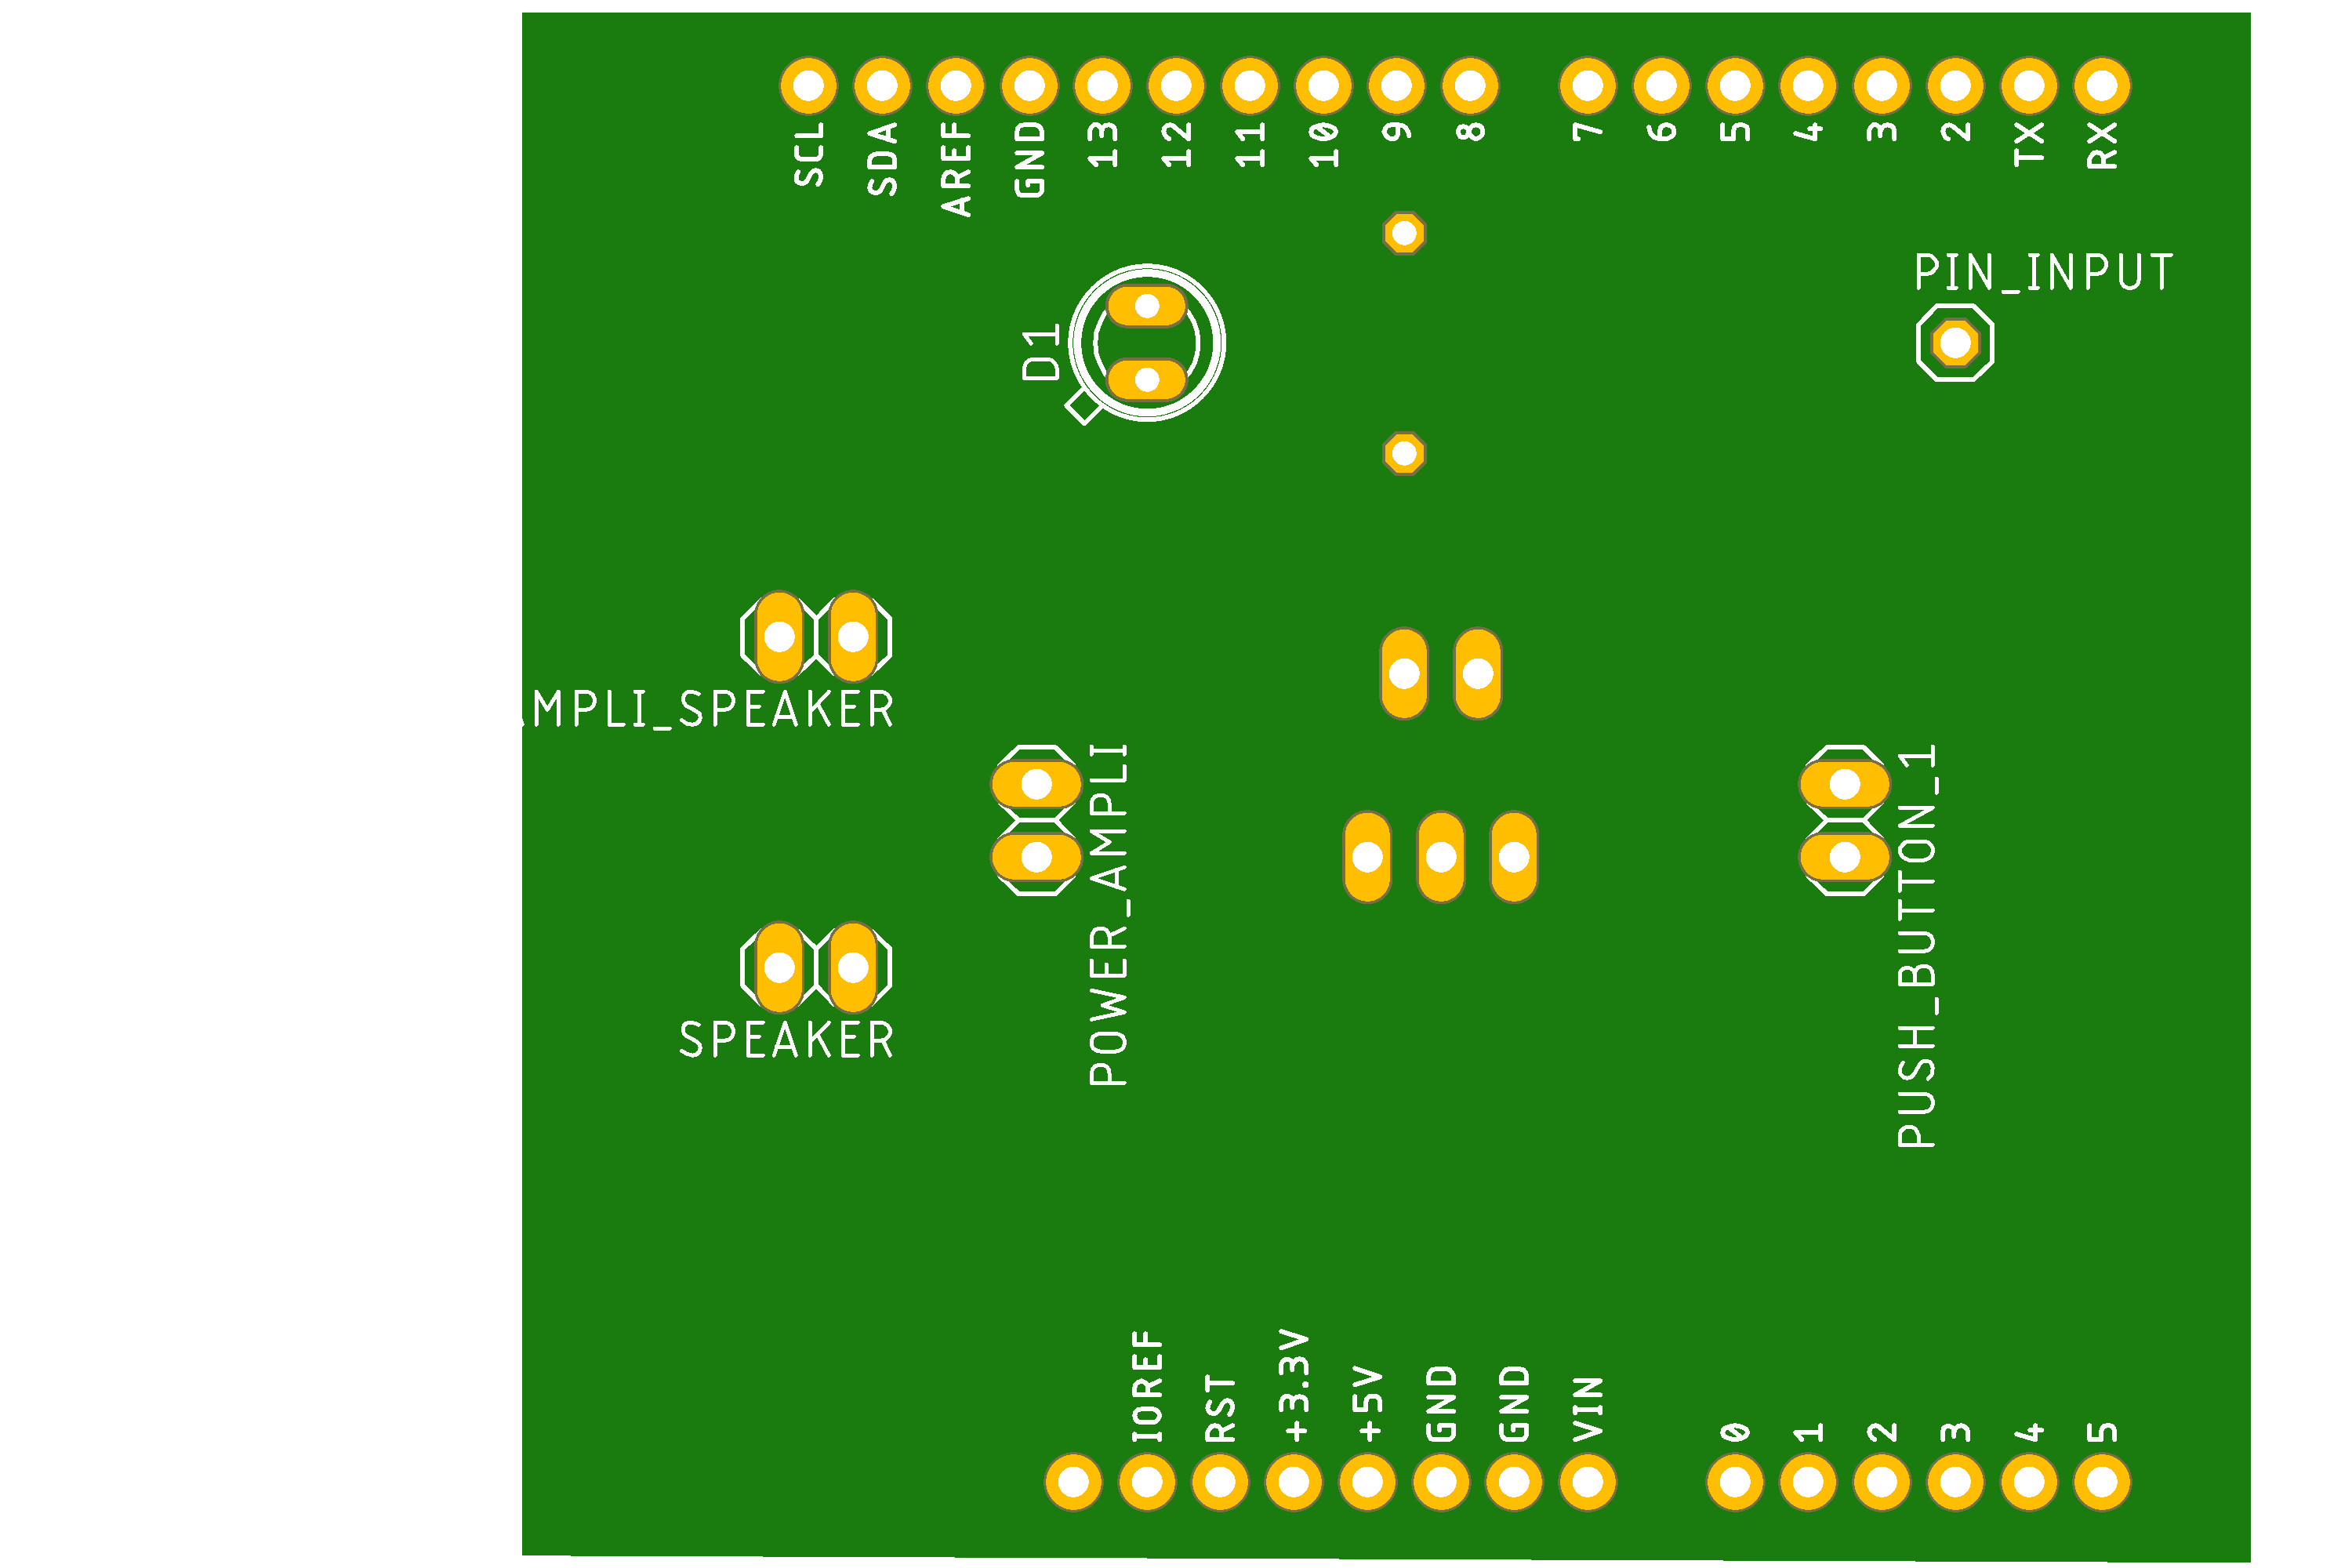 SCL
SDA
AREF
GND
13
12
11
10
9
8
7
6
5
4
3
2
TX
RX
PIN_INPUT
D1
MPLI_SPEAKER
POWER_AMPLI
PUSH_BUTTON_1
SPEAKER
IOREF
RST
+3.3V
+5V
GND
GND
VIN
0
1
2
3
4
5